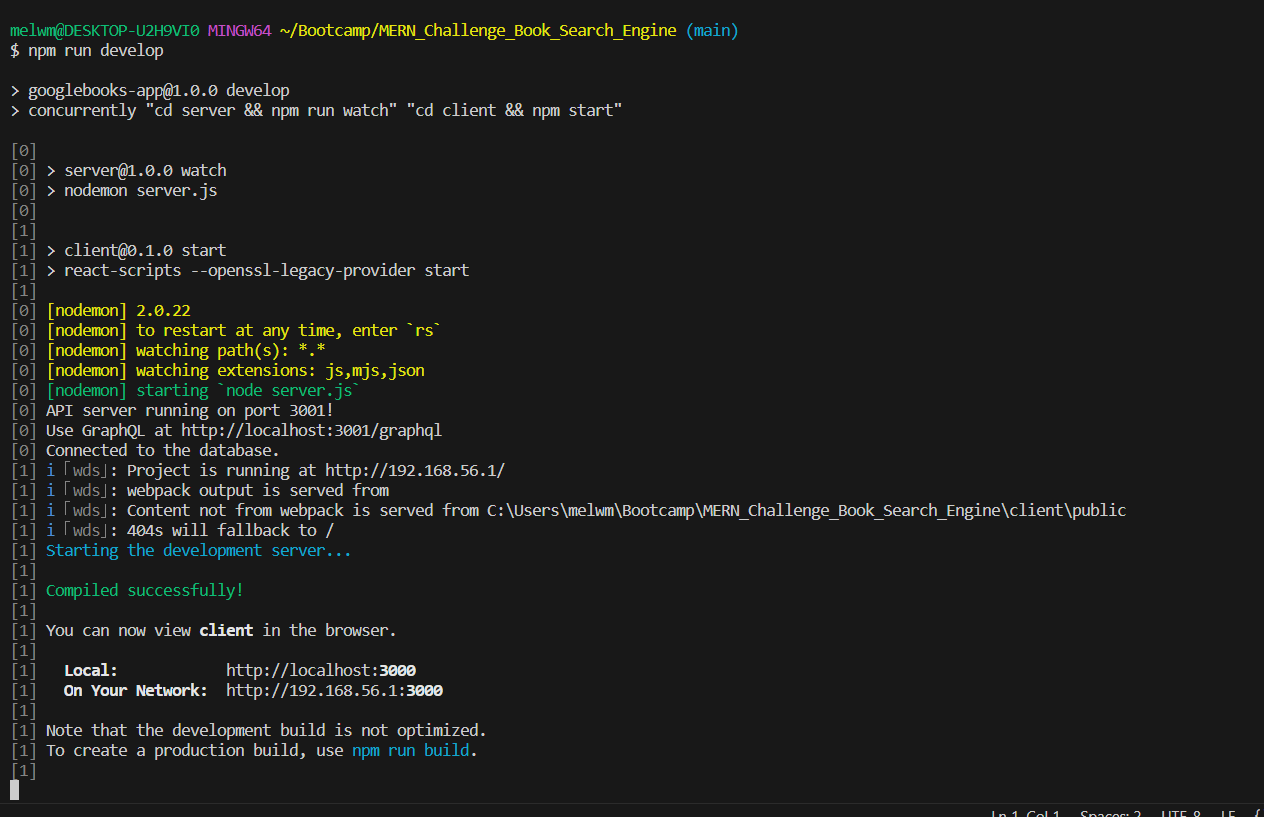 melwm@DESKTOP-U2H9VI0 MINGW64 ~/Bootcamp/MERN_Challenge_Book_Search_Engine (main)
$ npm run develop
> googlebooks-app@1.0.0 develop
> concurrently "cd server && npm run watch" "cd client && npm start"
[0]
[0] > server@1.0.0 watch
[0] > nodemon server.js
[0]
[1]
[1] > client@0.1.0 start
[1] > react-scripts --openssl-legacy-provider start
[1]
[0] [nodemon] 2.0.22
[0] [nodemon] to restart at any time, enter `rs`
[0] [nodemon] watching path(s): *.*
[0] [nodemon] watching extensions: js,mjs,json
[0] [nodemon] starting `node server.js`
[0] API server running on port 3001!
[0] Use GraphQL at http://localhost:3001/graphql
[0] Connected to the database.
[1] i 「wds」: Project is running at http://192.168.56.1/
[1] i 「wds」: webpack output is served from
[1] i 「wds」: Content not from webpack is served from C:\Users\melwm\Bootcamp\MERN_Challenge_Book_Search_Engine\client\public
[1] i 「wds」: 404s will fallback to /
[1] Starting the development server...
[1]
[1] Compiled successfully!
[1]
[1] You can now view client in the browser.
[1]
[1]   Local:            http://localhost:3000
[1]   On Your Network:  http://192.168.56.1:3000
[1]
[1] Note that the development build is not optimized.
[1] To create a production build, use npm run build.
[1]
Ln 1, Col 1 Spaces: 2 UTF-8 LF {